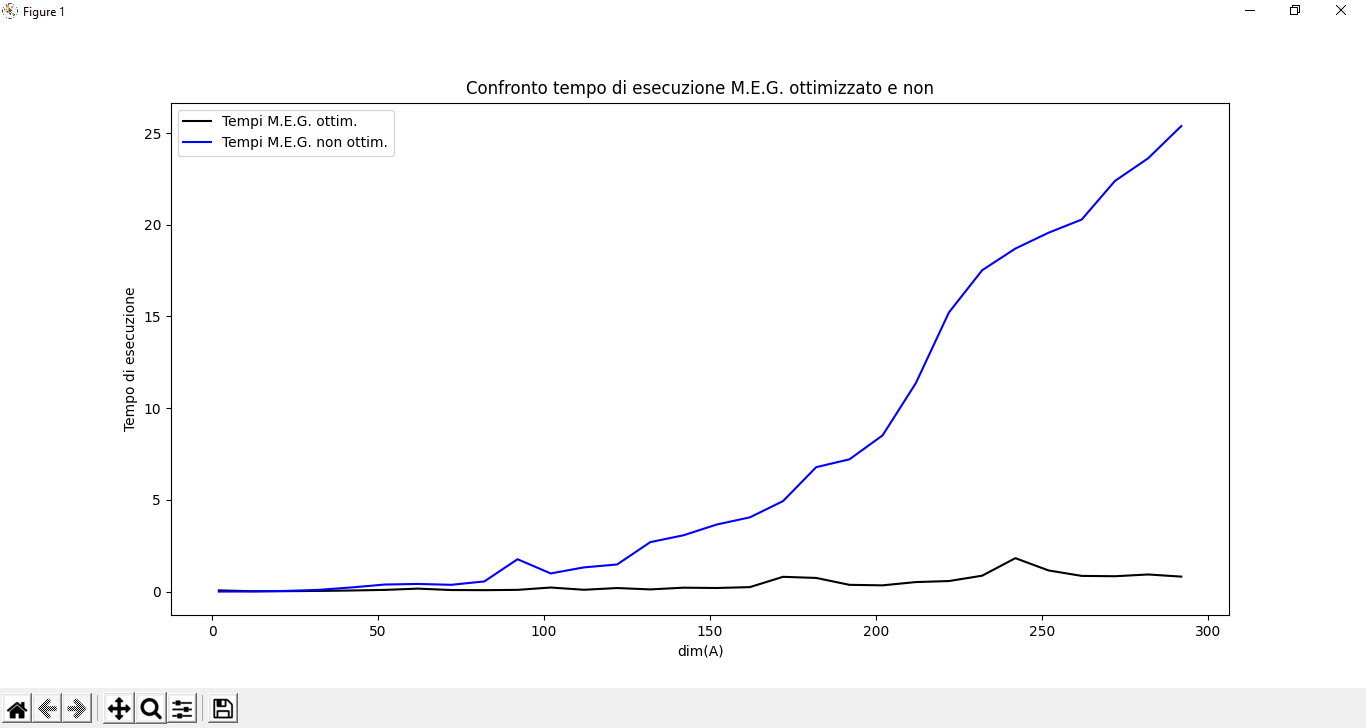 Figure 1
Confronto tempo di esecuzione M.E.G. ottimizzato e non
Tempi M.E.G. ottim.
Tempi M.E.G. non ottim.
25
20
15
10
5
0
Tempo di esecuzione
0 50 100 150 200 250 300
dim(A)